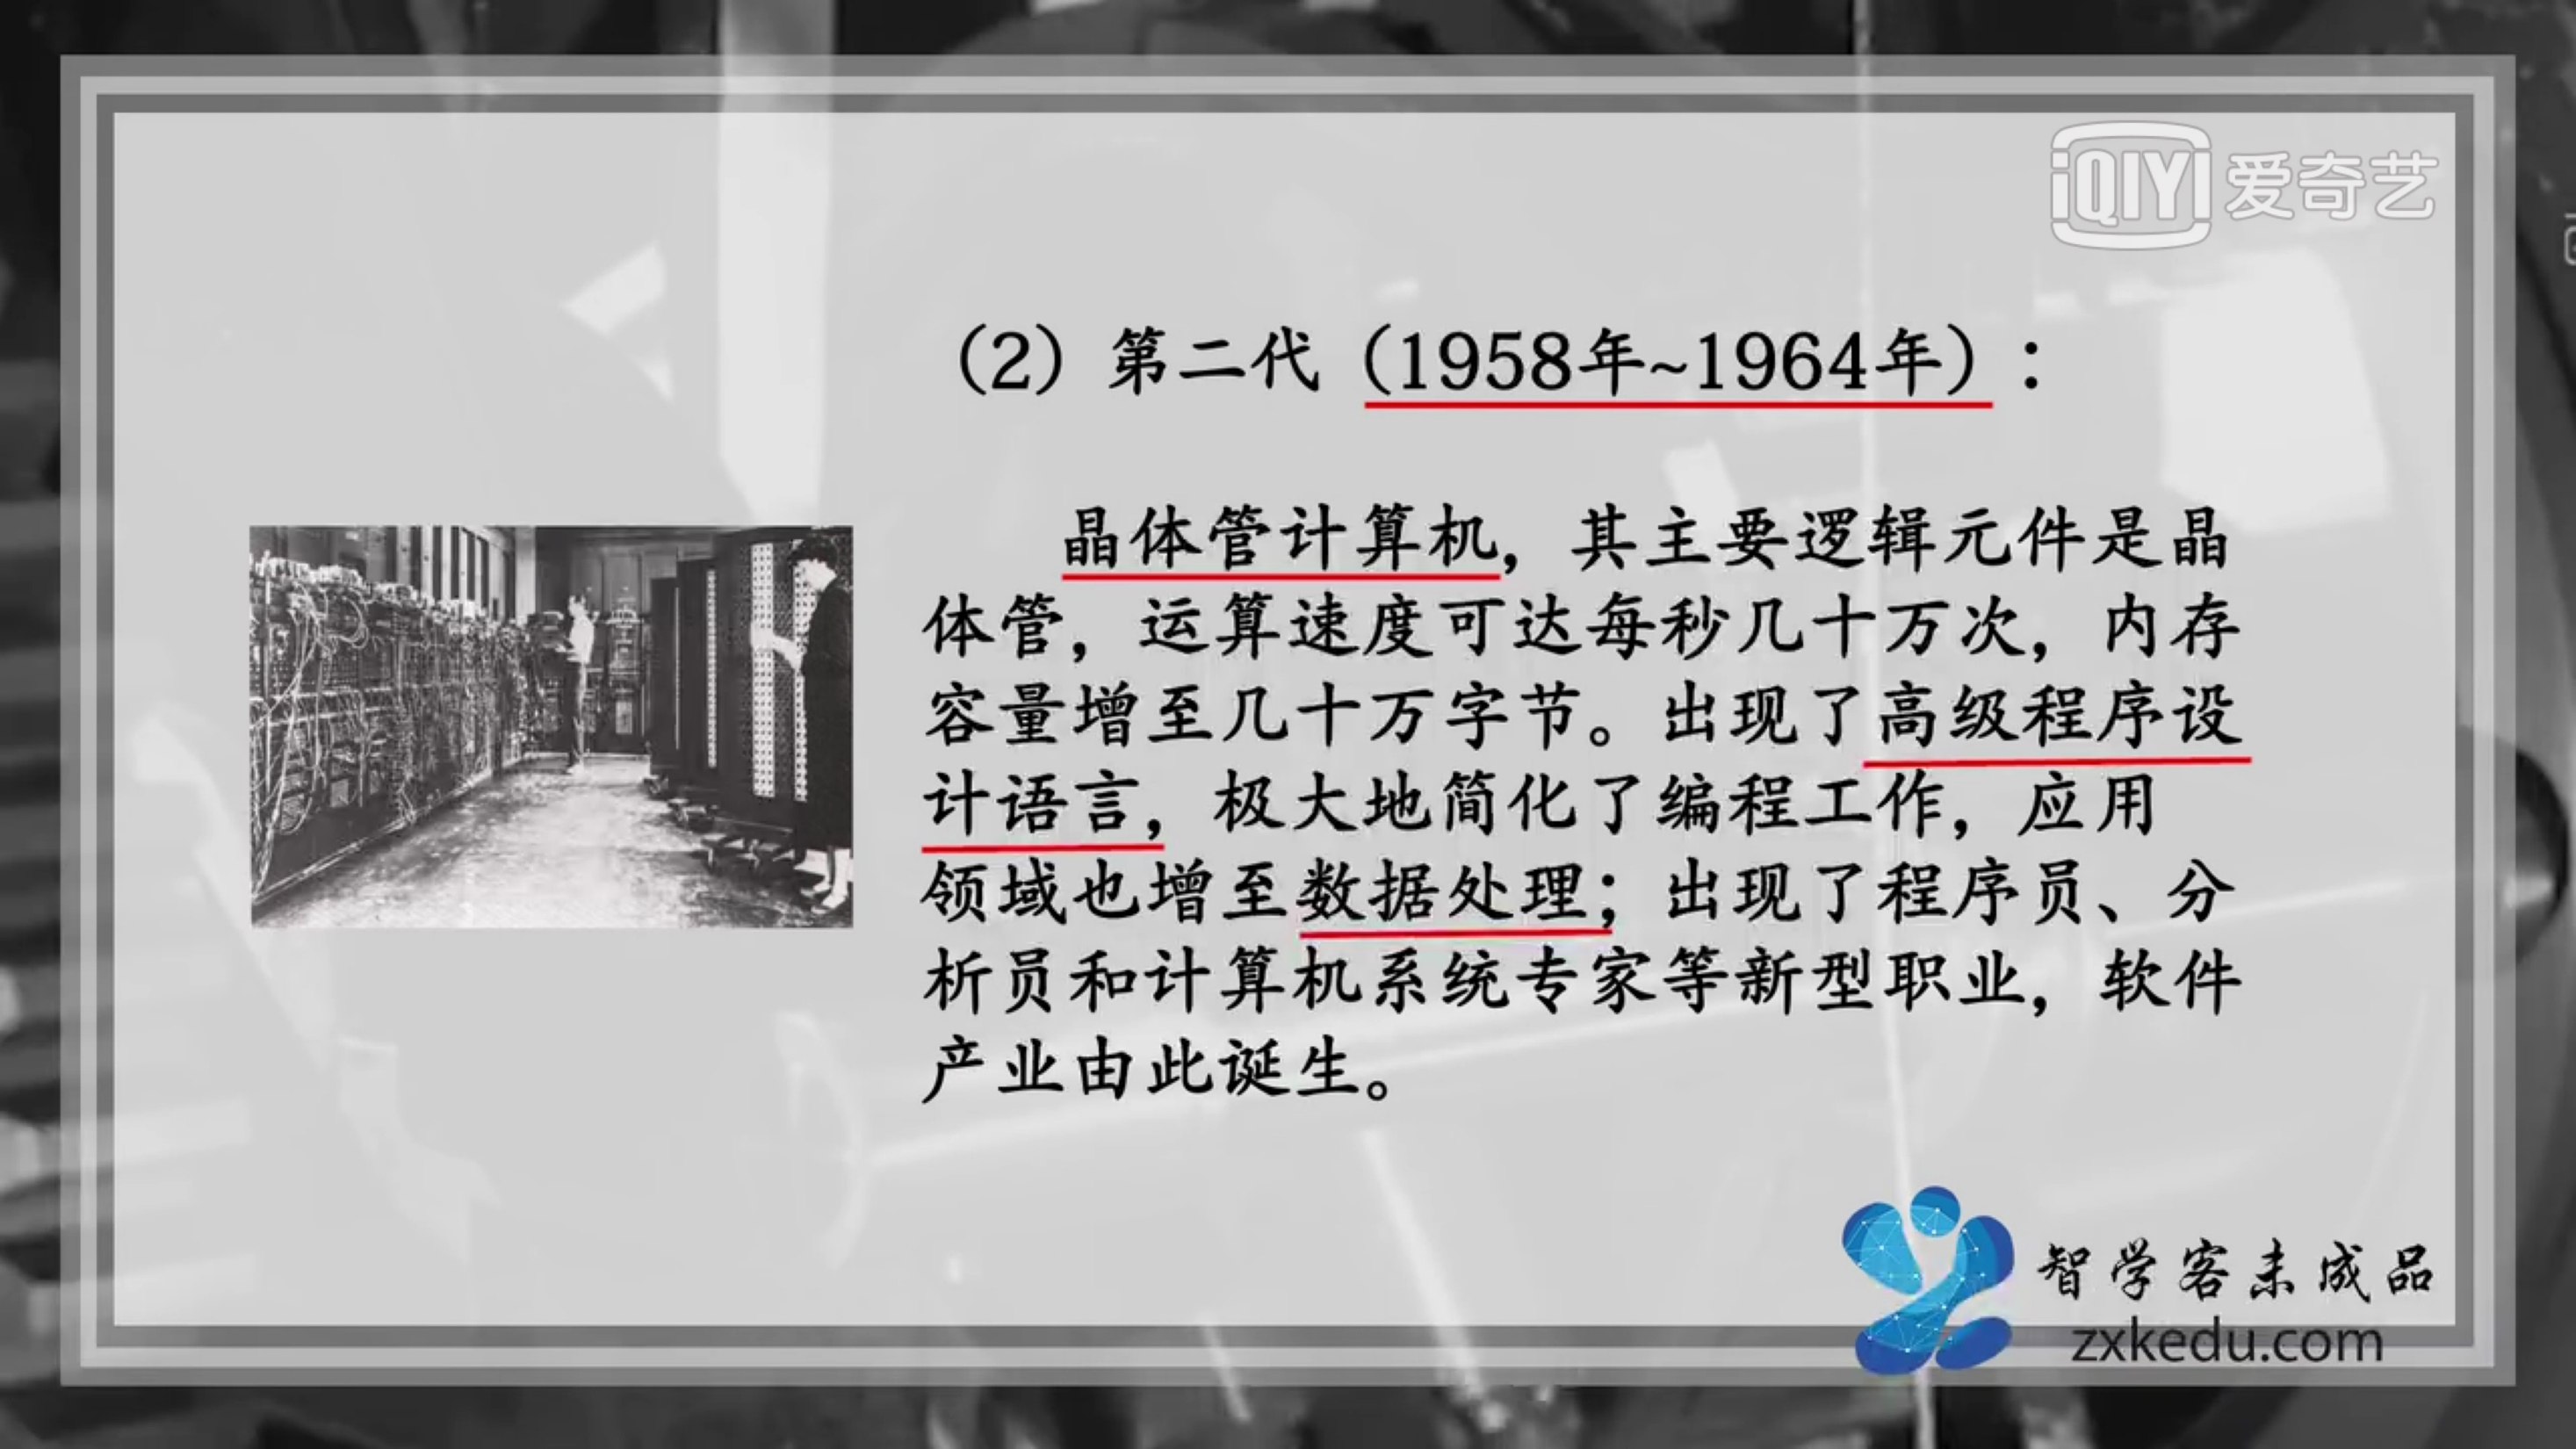 iQIYI 爱奇艺
（2）第二代（1958年~1964年）：
晶体管计算机，其主要逻辑元件是晶
体管，运算速度可达每秒几十万次，内存
容量增至几十万字节。出现了高级程序设
计语言，极大地简化了编程工作，应用
领域也增至数据处理；出现了程序员、分
析员和计算机系统专家等新型职业，软件
产业由此诞生。
智学客未成品
zxkedu.com